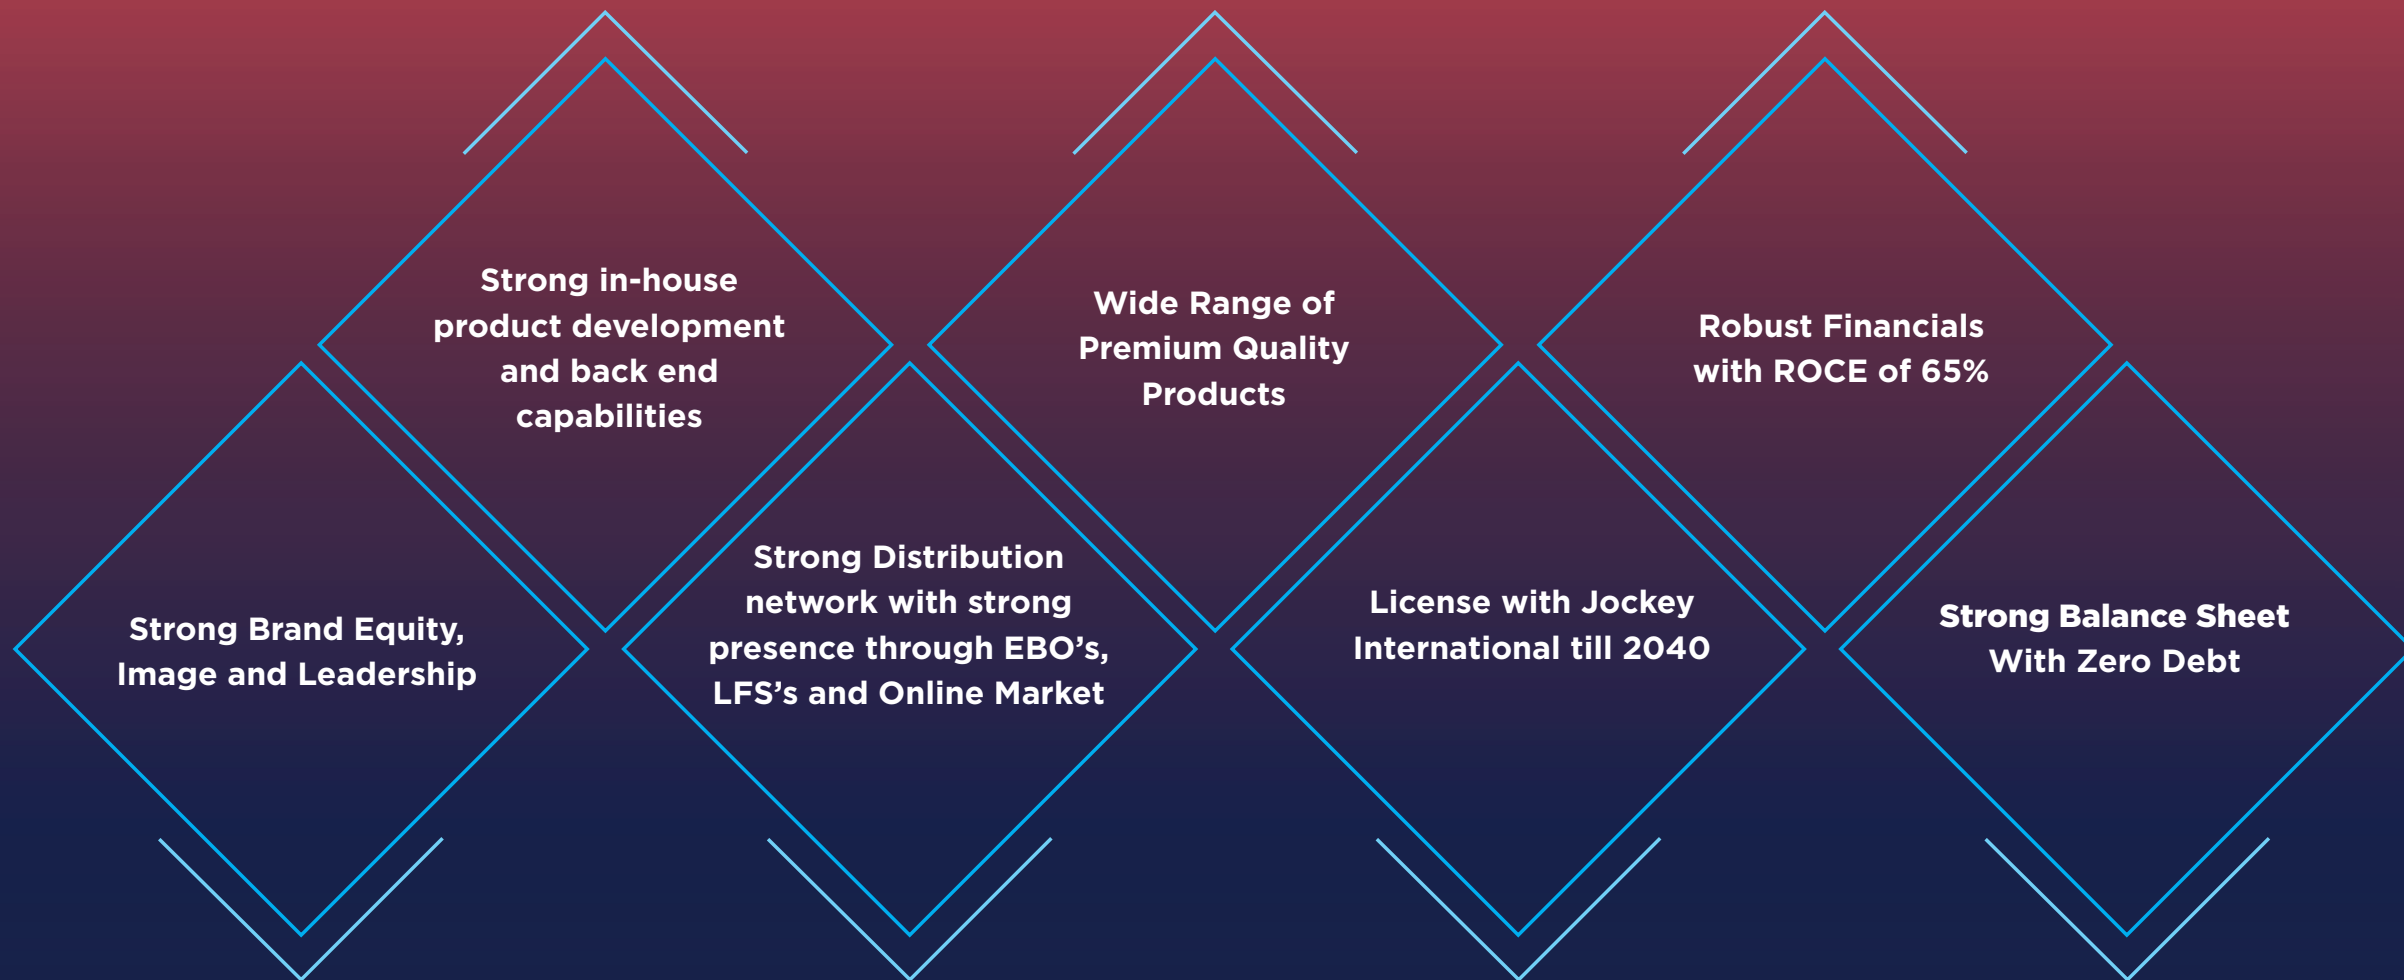 Strong in-house
product development
and back end
capabilities
Wide Range of
Premium Quality
Products
Robust Financials
with ROCE of 65%
Strong Brand Equity,
Image and Leadership
Strong Distribution
network with strong
presence through EBO’s,
LFS’s and Online Market
License with Jockey
International till 2040
Strong Balance Sheet
With Zero Debt